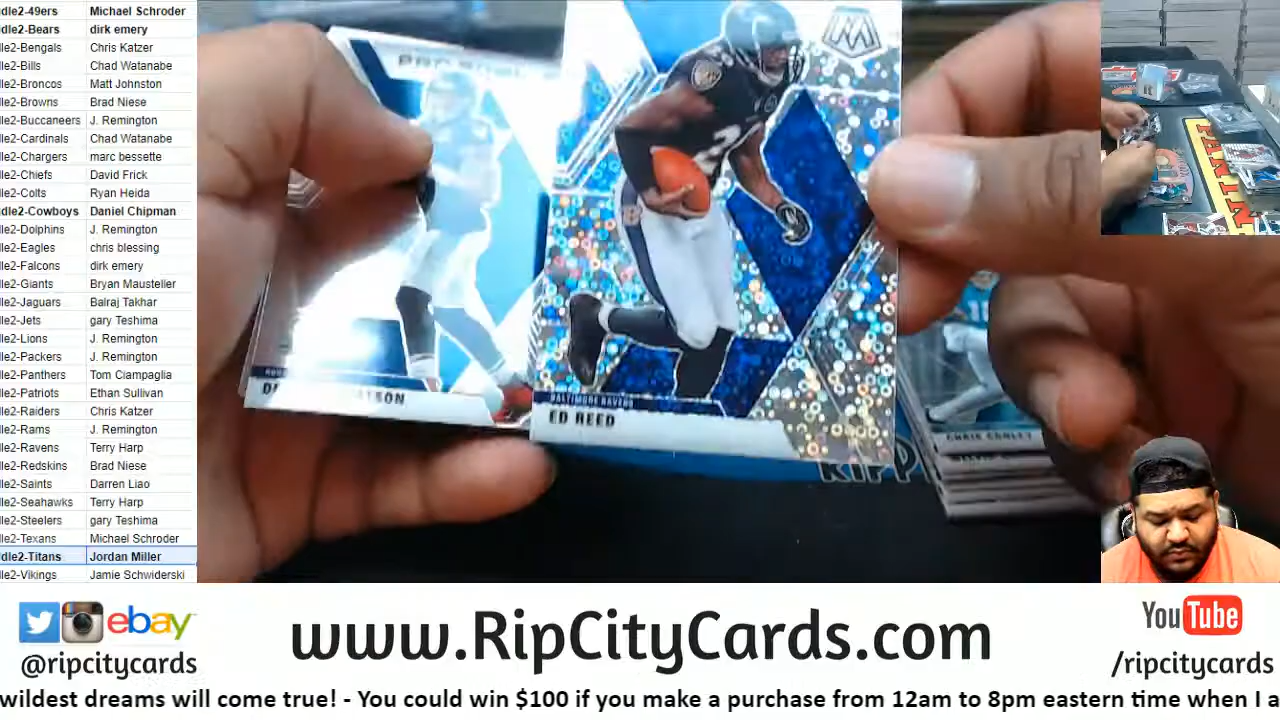 dle2-49ers Michael Schroder
dle2-Bears dirk emery
dle2-Bengals Chris Katzer
dle2-Bills Chad Watanabe
dle2-Broncos Matt Johnston
dle2-Browns Brad Niese
dle2-Buccaneers J. Remington
dle2-Cardinals Chad Watanabe
dle2-Chargers marc bessette
dle2-Chiefs David Frick
dle2-Colts Ryan Heida
dle2-Cowboys Daniel Chipman
dle2-Dolphins J. Remington
dle2-Eagles chris blessing
dle2-Falcons dirk emery
dle2-Giants Bryan Mausteller
dle2-Jaguars Balraj Takhar
dle2-Jets gary Teshima
dle2-Lions J. Remington
dle2-Packers J. Remington
dle2-Panthers Tom Ciampaglia
dle2-Patriots Ethan Sullivan
dle2-Raiders Chris Katzer
dle2-Rams J. Remington
dle2-Ravens Terry Harp
dle2-Redskins Brad Niese
dle2-Saints Darren Liao
dle2-Seahawks Terry Harp
dle2-Steelers gary Teshima
dle2-Texans Michael Schroder
dle2-Titans Jordan Miller
dle2-Vikings Jamie Schwiderski
BALTIMORE RAVENS
ED REED
CHRIS CONLEY
PANINI
ebay
@ripcitycards
www.RipCityCards.com
YouTube
/ripcitycards
wildest dreams will come true! - You could win $100 if you make a purchase from 12am to 8pm eastern time when I a